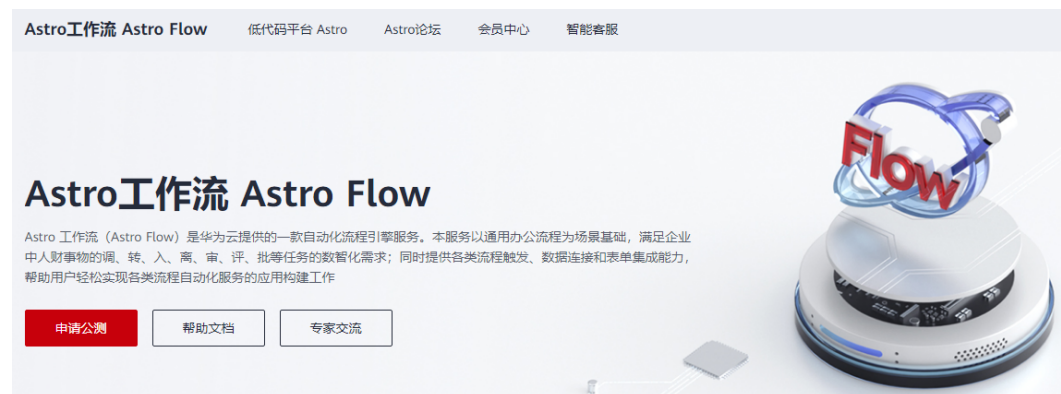 Astro工作流 Astro Flow 低代码平台 Astro Astro论坛 会员中心 智能客服
Flow
Astro工作流 Astro Flow
Astro 工作流（Astro Flow）是华为云提供的一款自动化流程引擎服务。本服务以通用办公流程为场景基础，满足企业
中人财事物的调、转、入、离、审、评、批等任务的数智化需求；同时提供各类流程触发、数据连接和表单集成能力，
帮助用户轻松实现各类流程自动化服务的应用构建工作
申请公测 帮助文档 专家交流